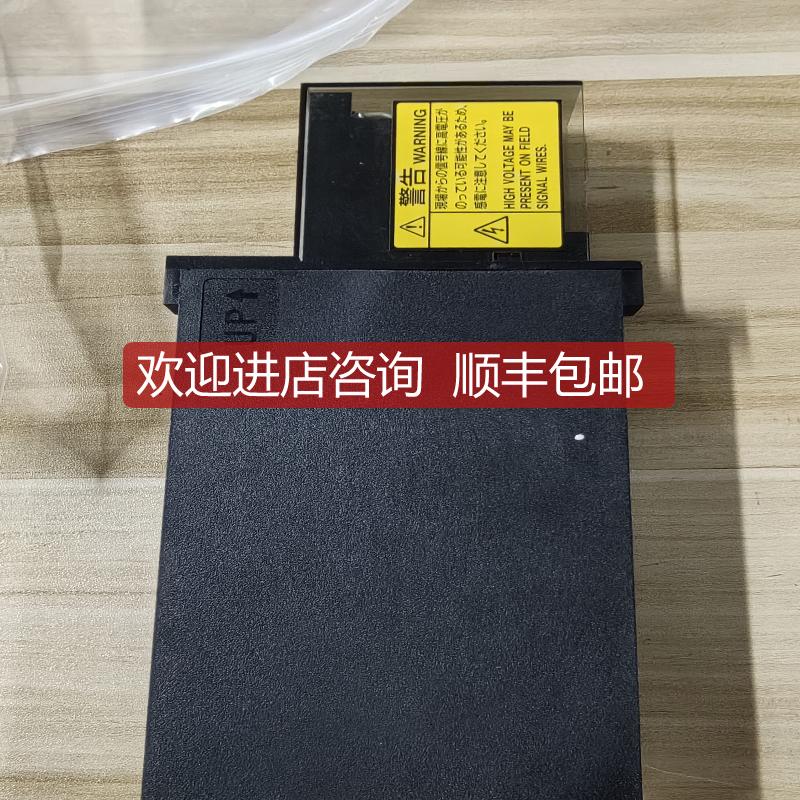 警告 WARNING
現場からの信号線に高電圧が
のっている可能性があるため、
感電に注意してください。
HIGH VOLTAGE MAY BE
PRESENT ON FIELD
SIGNAL WIRES.
UP↑
欢迎进店咨询 顺丰包邮